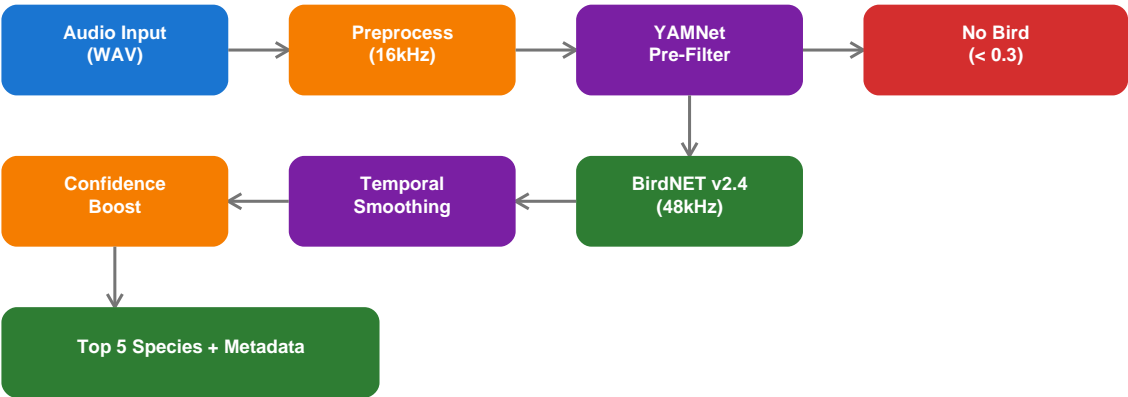 Audio Input
(WAV)
Preprocess
(16kHz)
YAMNet
Pre-Filter
No Bird
(< 0.3)
Confidence
Boost
Temporal
Smoothing
BirdNET v2.4
(48kHz)
Top 5 Species + Metadata